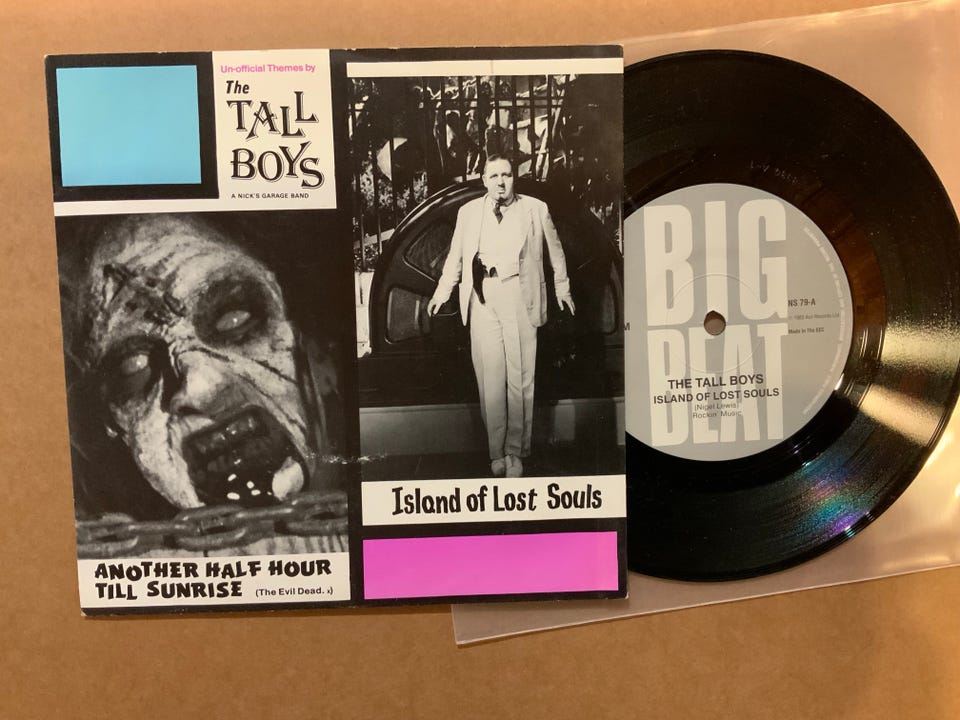 Un-official Themes by
The
TALL
BOYS
A NICK'S GARAGE BAND
ANOTHER HALF HOUR
TILL SUNRISE (The Evil Dead. x)
Island of Lost Souls
BIG
BEAT
NS 79-A
Made in The EEC
THE TALL BOYS
ISLAND OF LOST SOULS
(Nigel Lewis)
Rockin' Music